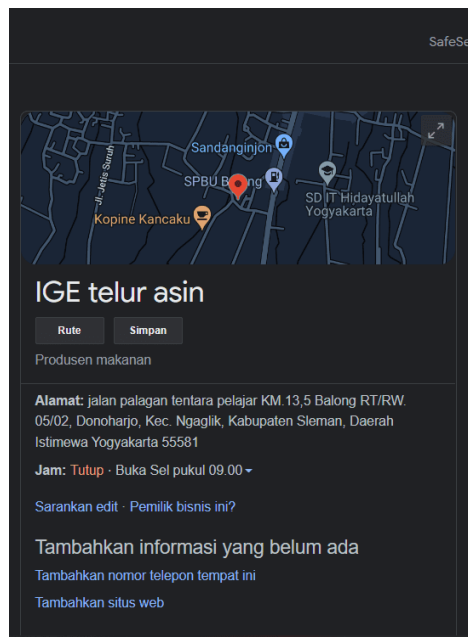 SafeSe
Sandanginjon
Jl. Jetis Suruh
SPBU B ng
SD IT Hidayatullah
Yogyakarta
Kopine Kancaku
IGE telur asin
Rute
Simpan
Produsen makanan
Alamat: jalan palagan tentara pelajar KM.13,5 Balong RT/RW.
05/02, Donoharjo, Kec. Ngaglik, Kabupaten Sleman, Daerah
Istimewa Yogyakarta 55581
Jam: Tutup · Buka Sel pukul 09.00
Sarankan edit · Pemilik bisnis ini?
Tambahkan informasi yang belum ada
Tambahkan nomor telepon tempat ini
Tambahkan situs web